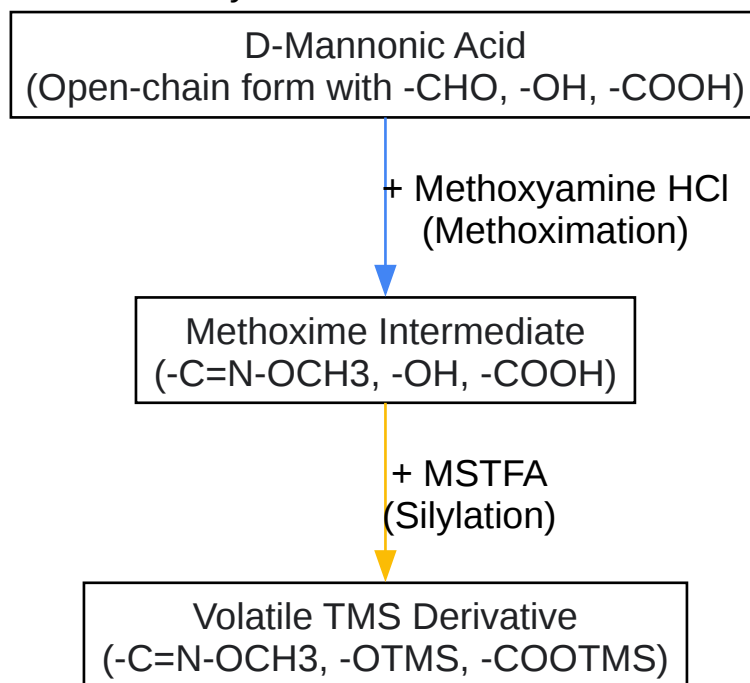 D-Mannonic Acid
(Open-chain form with -CHO, -OH, -COOH)
+ Methoxyamine HCl
(Methoximation)
Methoxime Intermediate
(-C=N-OCH3, -OH, -COOH)
+ MSTFA
(Silylation)
Volatile TMS Derivative
(-C=N-OCH3, -OTMS, -COOTMS)